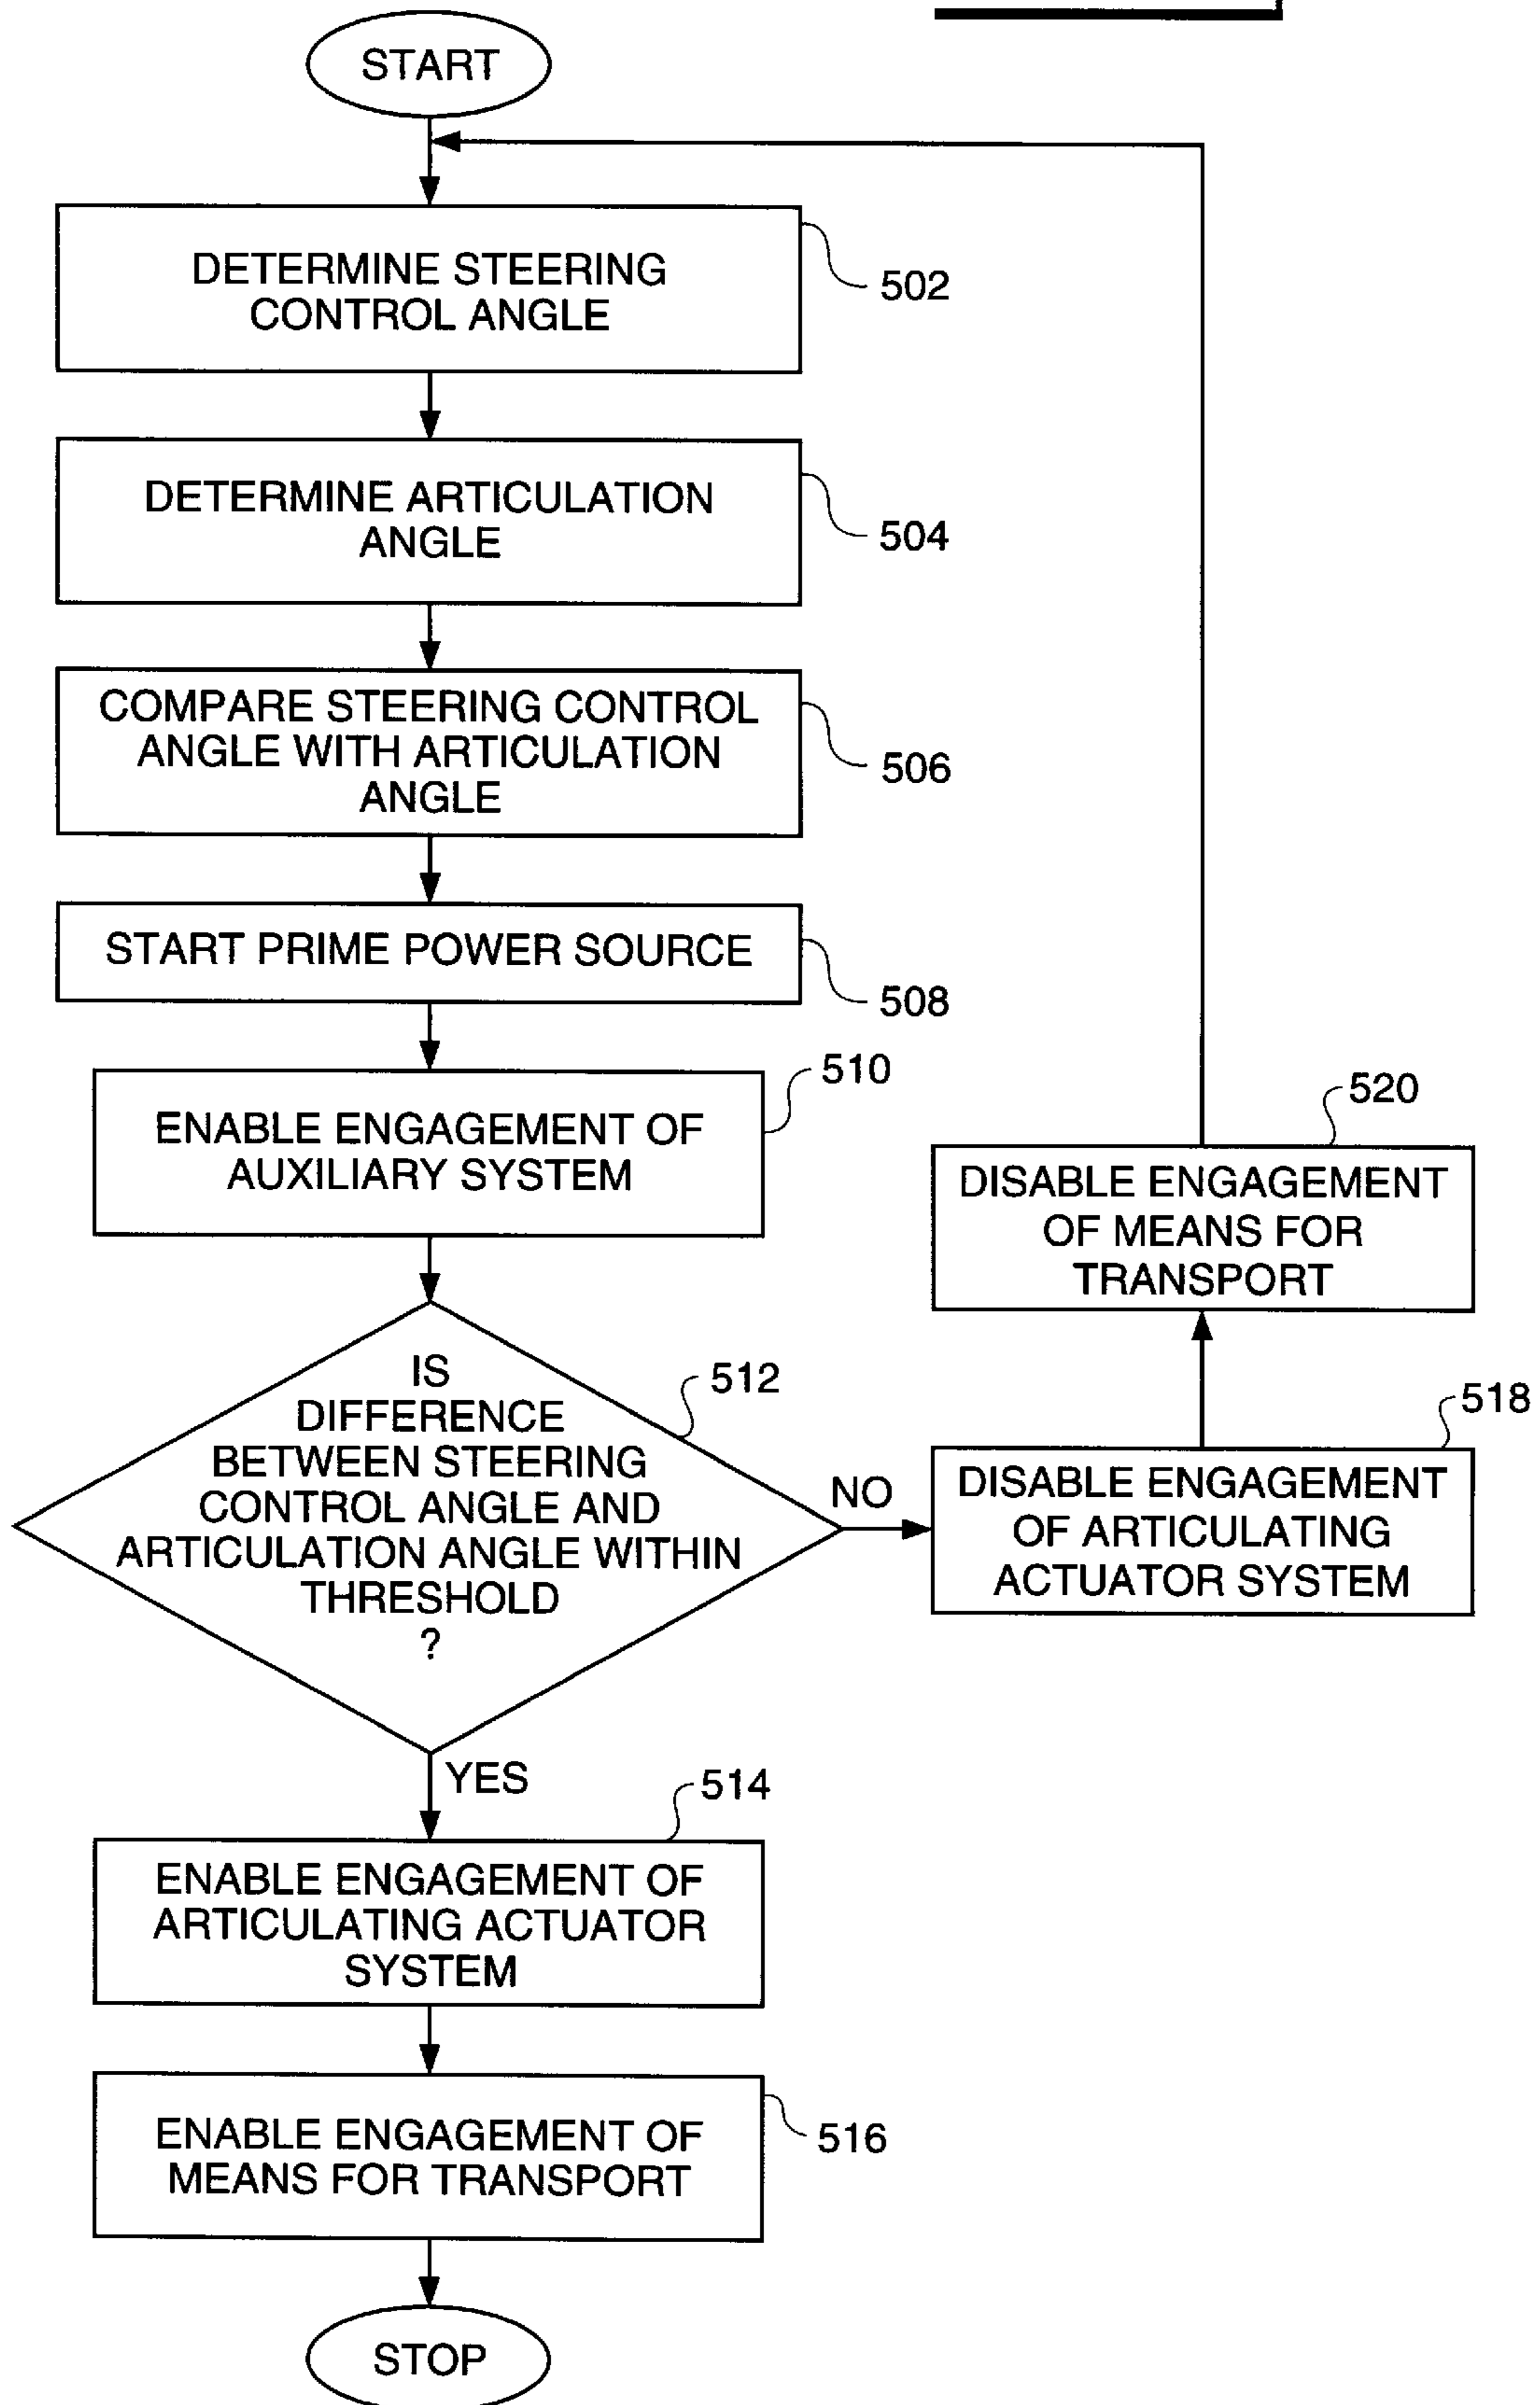 START
DETERMINE STEERING
CONTROL ANGLE
502
DETERMINE ARTICULATION
ANGLE
504
COMPARE STEERING CONTROL
ANGLE WITH ARTICULATION
ANGLE
506
START PRIME POWER SOURCE
508
ENABLE ENGAGEMENT OF
AUXILIARY SYSTEM
510
IS
DIFFERENCE
BETWEEN STEERING
CONTROL ANGLE AND
ARTICULATION ANGLE WITHIN
THRESHOLD
?
512
NO
DISABLE ENGAGEMENT
OF ARTICULATING
ACTUATOR SYSTEM
518
DISABLE ENGAGEMENT
OF MEANS FOR
TRANSPORT
520
YES
ENABLE ENGAGEMENT OF
ARTICULATING ACTUATOR
SYSTEM
514
ENABLE ENGAGEMENT OF
MEANS FOR TRANSPORT
516
STOP